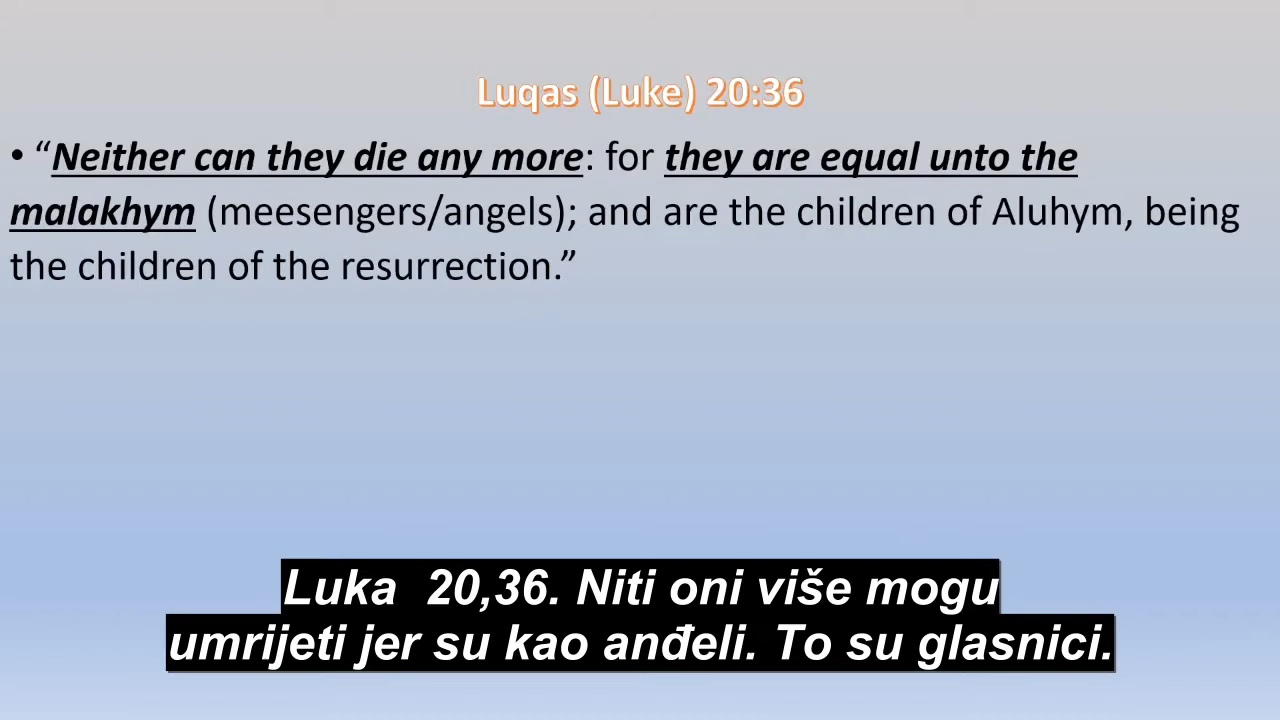 Luqas (Luke) 20:36
• “Neither can they die any more: for they are equal unto the
malakhym (meesengers/angels); and are the children of Aluhym, being
the children of the resurrection.”
Luka 20,36. Niti oni više mogu
umrijeti jer su kao anđeli. To su glasnici.